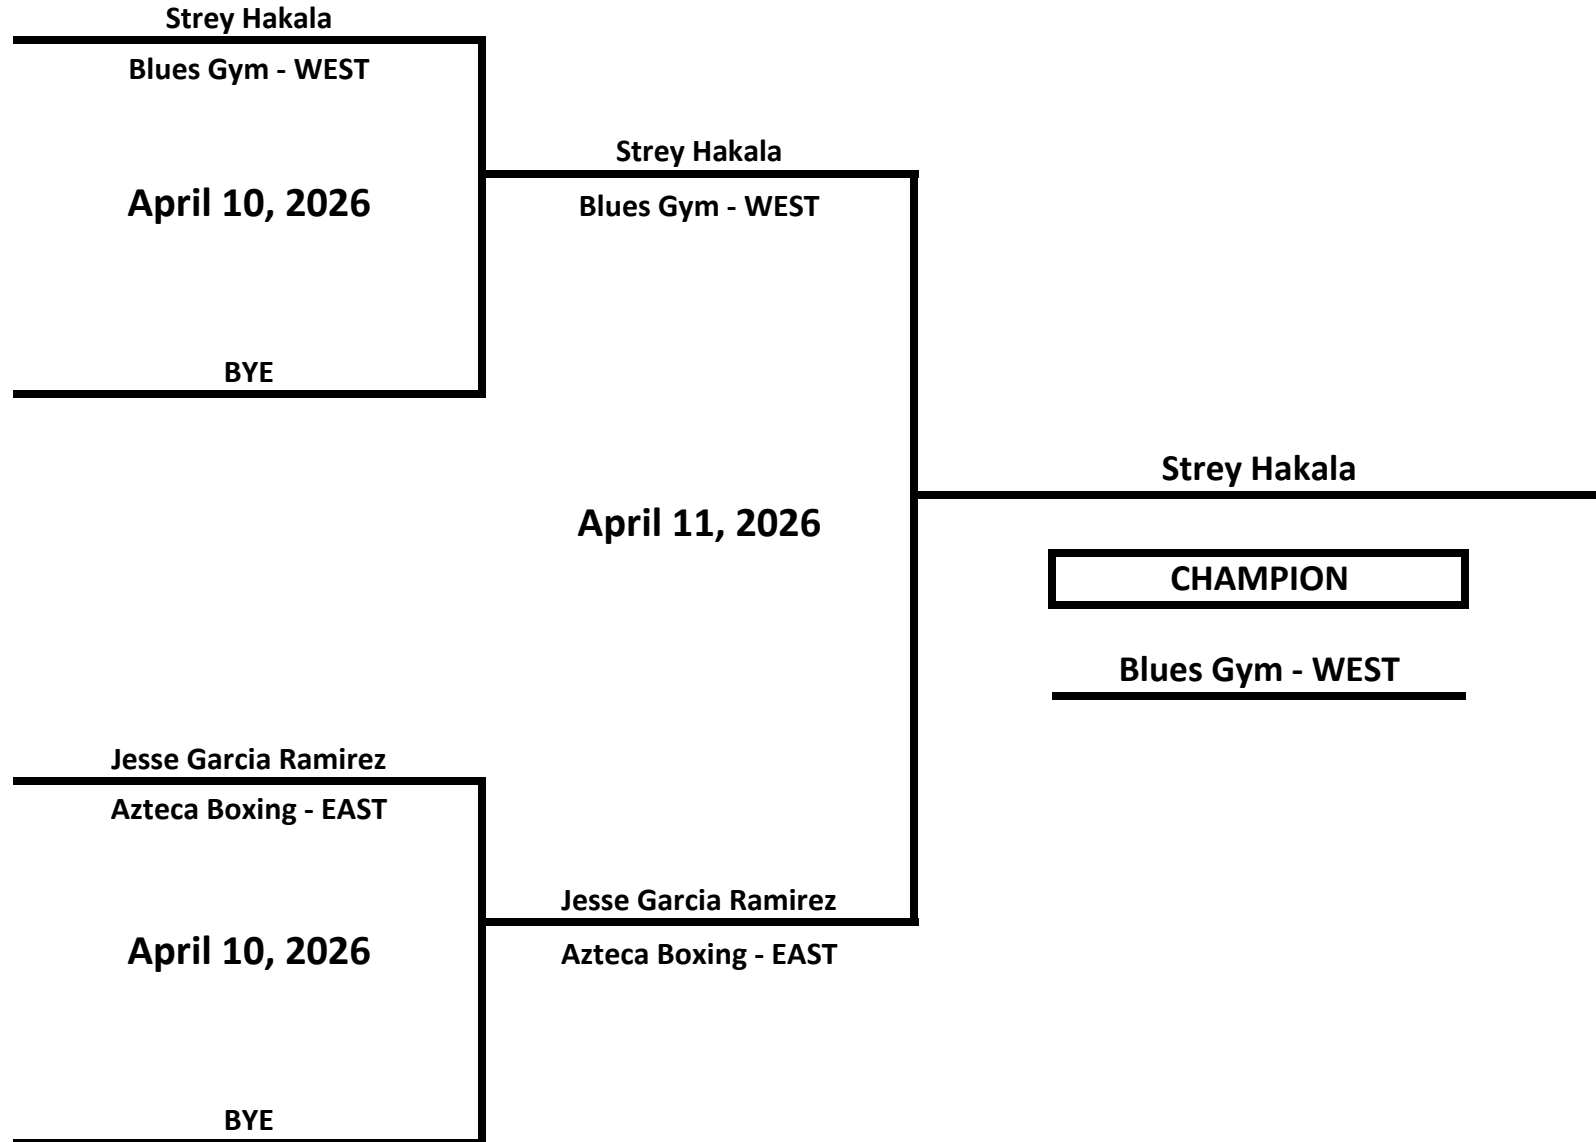 Strey Hakala
Blues Gym - WEST
April 10, 2026
BYE
Strey Hakala
Blues Gym - WEST
April 11, 2026
Strey Hakala
CHAMPION
Blues Gym - WEST
Jesse Garcia Ramirez
Azteca Boxing - EAST
April 10, 2026
BYE
Jesse Garcia Ramirez
Azteca Boxing - EAST